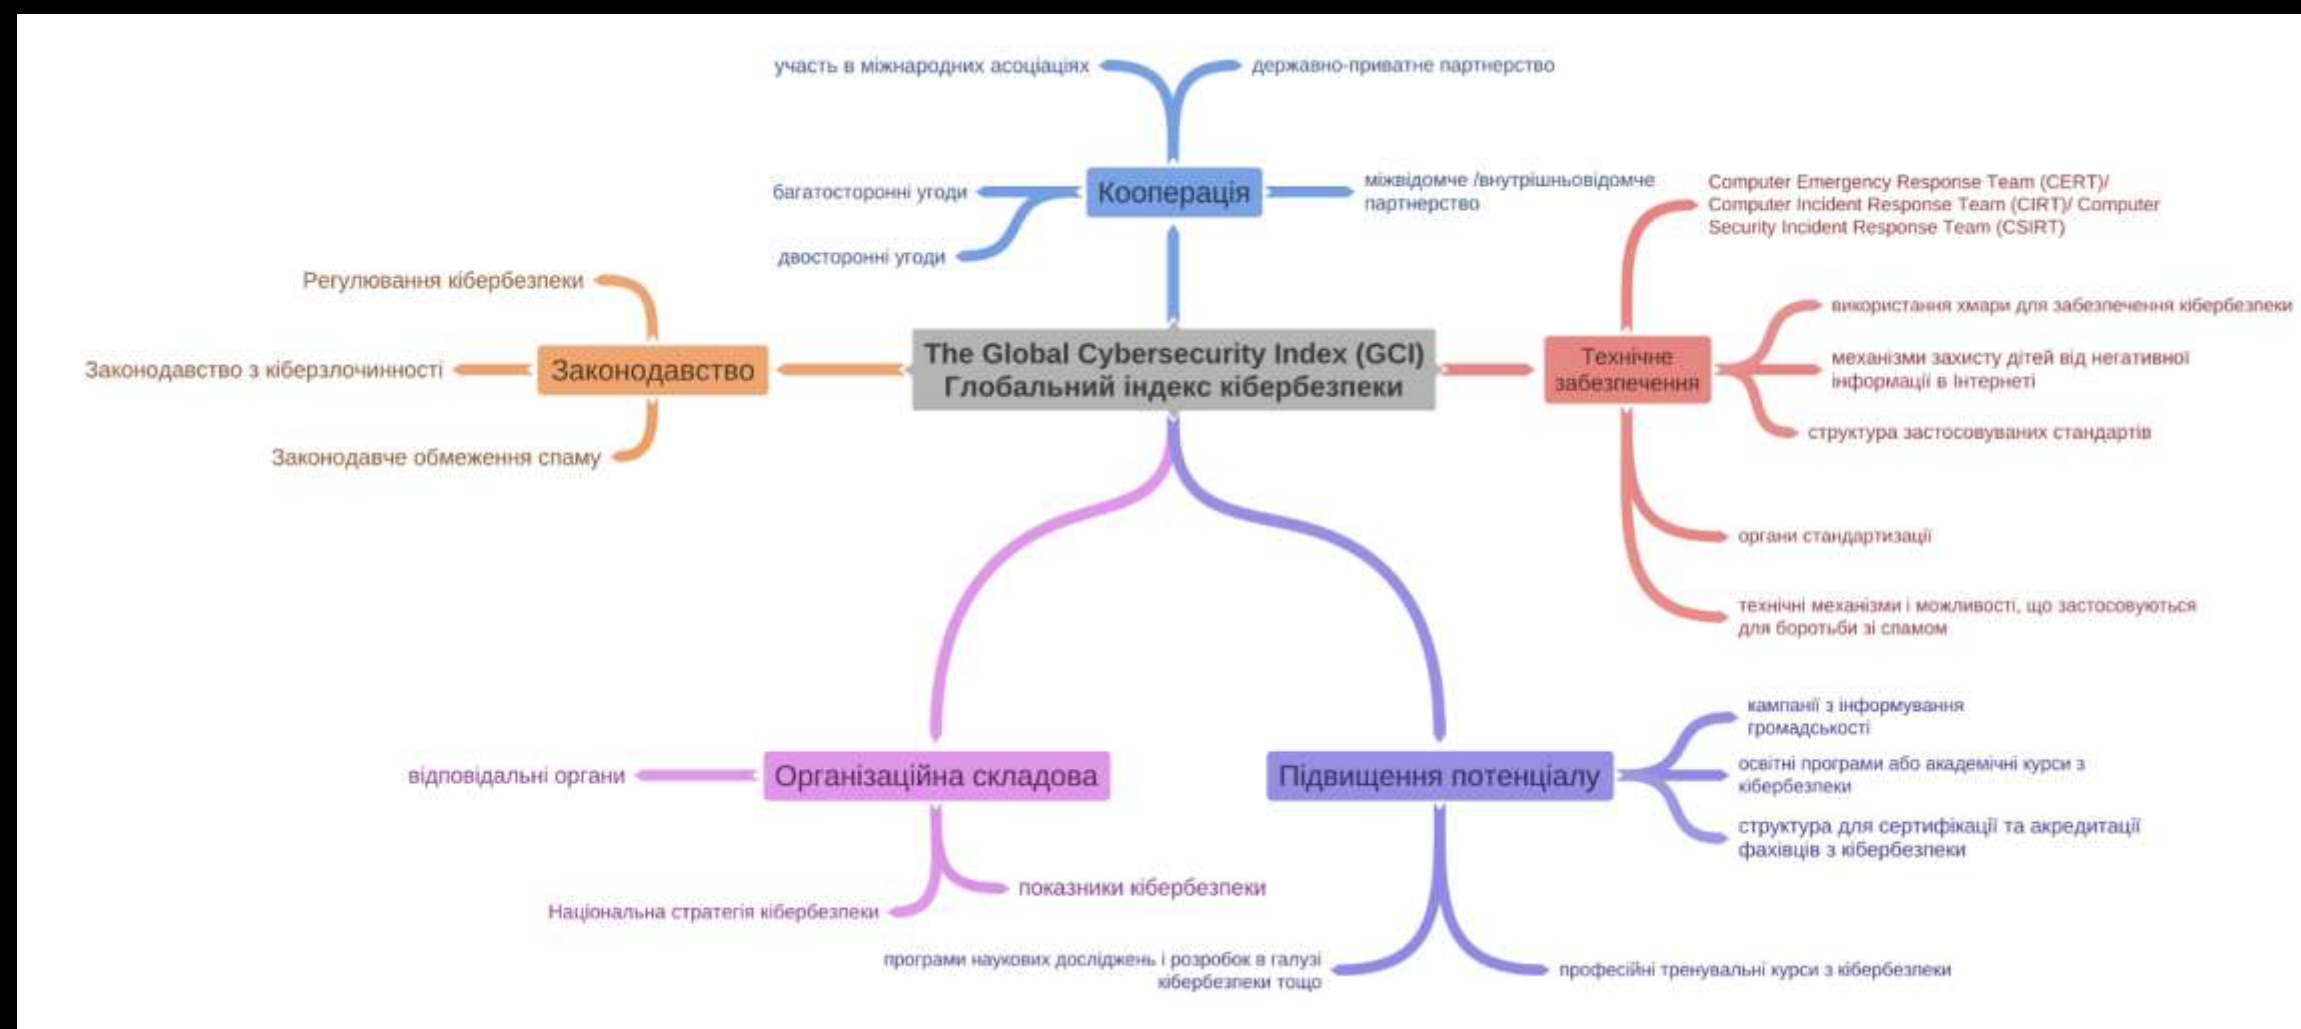 участь в міжнародних асоціаціях
державно-приватне партнерство
багатосторонні угоди
Кооперація
міжвідомче /внутрішньовідомче
партнерство
двосторонні угоди
Computer Emergency Response Team (CERT)/
Computer Incident Response Team (CIRT)/ Computer
Security Incident Response Team (CSIRT)
Регулювання кібербезпеки
Законодавство з кіберзлочинності
Законодавство
Законодавче обмеження спаму
The Global Cybersecurity Index (GCI)
Глобальний індекс кібербезпеки
Технічне
забезпечення
використання хмари для забезпечення кібербезпеки
механізми захисту дітей від негативної
інформації в Інтернеті
структура застосовуваних стандартів
органи стандартизації
технічні механізми і можливості, що застосовуються
для боротьби зі спамом
відповідальні органи
Організаційна складова
Національна стратегія кібербезпеки
показники кібербезпеки
Підвищення потенціалу
кампанії з інформування
громадськості
освітні програми або академічні курси з
кібербезпеки
структура для сертифікації та акредитації
фахівців з кібербезпеки
програми наукових досліджень і розробок в галузі
кібербезпеки тощо
професійні тренувальні курси з кібербезпеки